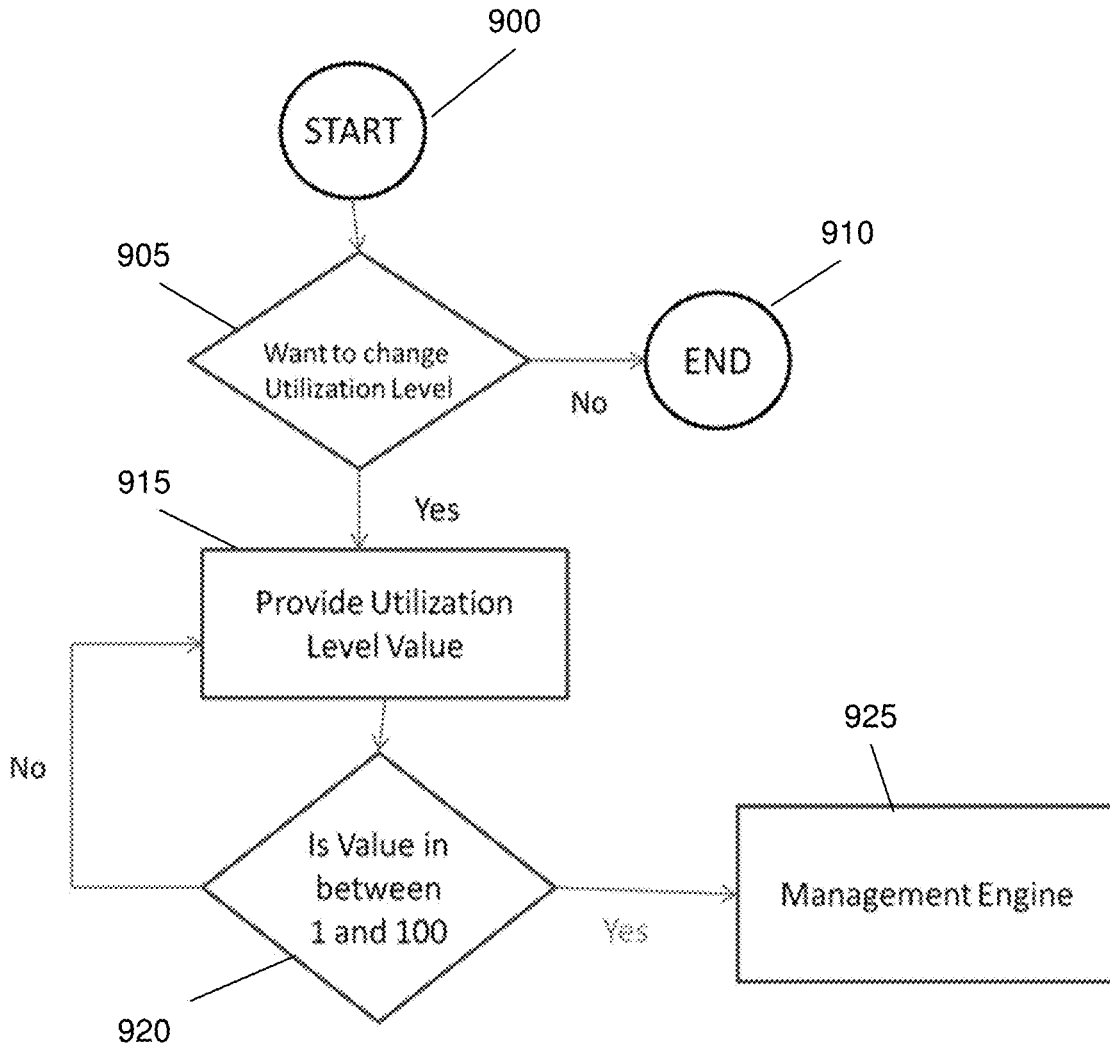 900
START
905
910
Want to change
Utilization Level
END
No
915
Yes
Provide Utilization
Level Value
925
No
Is Value in
between
1 and 100
Management Engine
Yes
920